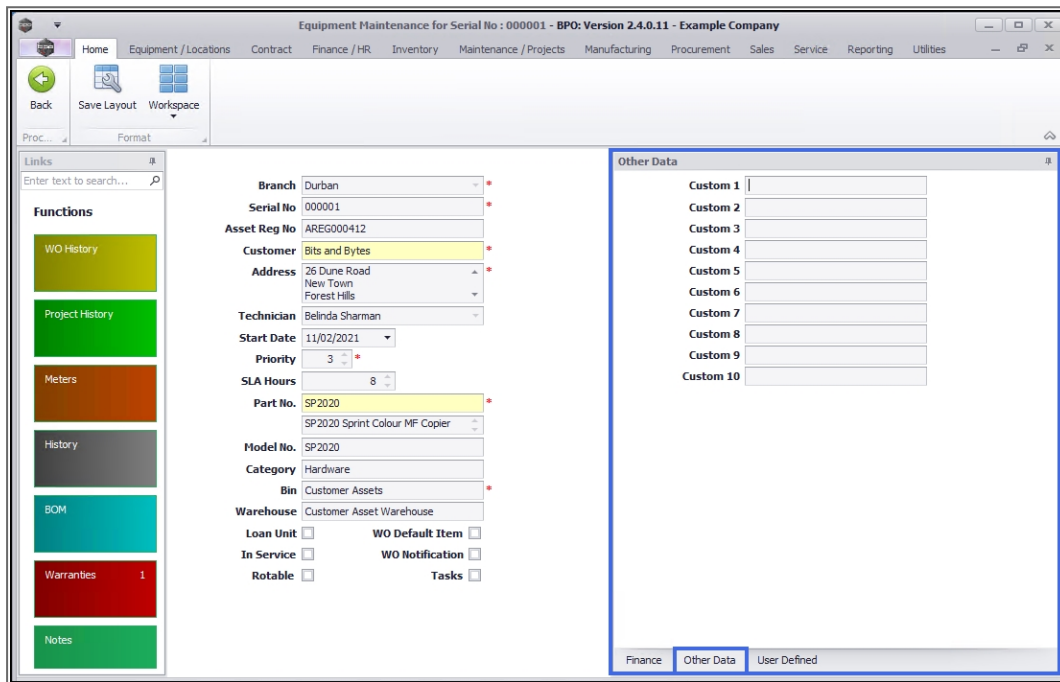 Equipment Maintenance for Serial No : 000001 - BPO: Version 2.4.0.11 - Example Company
Home Equipment / Locations Contract Finance / HR Inventory Maintenance / Projects Manufacturing Procurement Sales Service Reporting Utilities
Back Save Layout Workspace
Proc... Format
Links
Enter text to search...
Functions
WO History
Project History
Meters
History
BOM
Warranties 1
Notes
Branch Durban *
Serial No 000001 *
Asset Reg No AREG000412
Customer Bits and Bytes *
Address 26 Dune Road *
New Town
Forest Hills
Technician Belinda Sharman
Start Date 11/02/2021
Priority 3 *
SLA Hours 8
Part No. SP2020 *
SP2020 Sprint Colour MF Copier
Model No. SP2020
Category Hardware
Bin Customer Assets *
Warehouse Customer Asset Warehouse
Loan Unit WO Default Item
In Service WO Notification
Rotable Tasks
Other Data
Custom 1
Custom 2
Custom 3
Custom 4
Custom 5
Custom 6
Custom 7
Custom 8
Custom 9
Custom 10
Finance Other Data User Defined